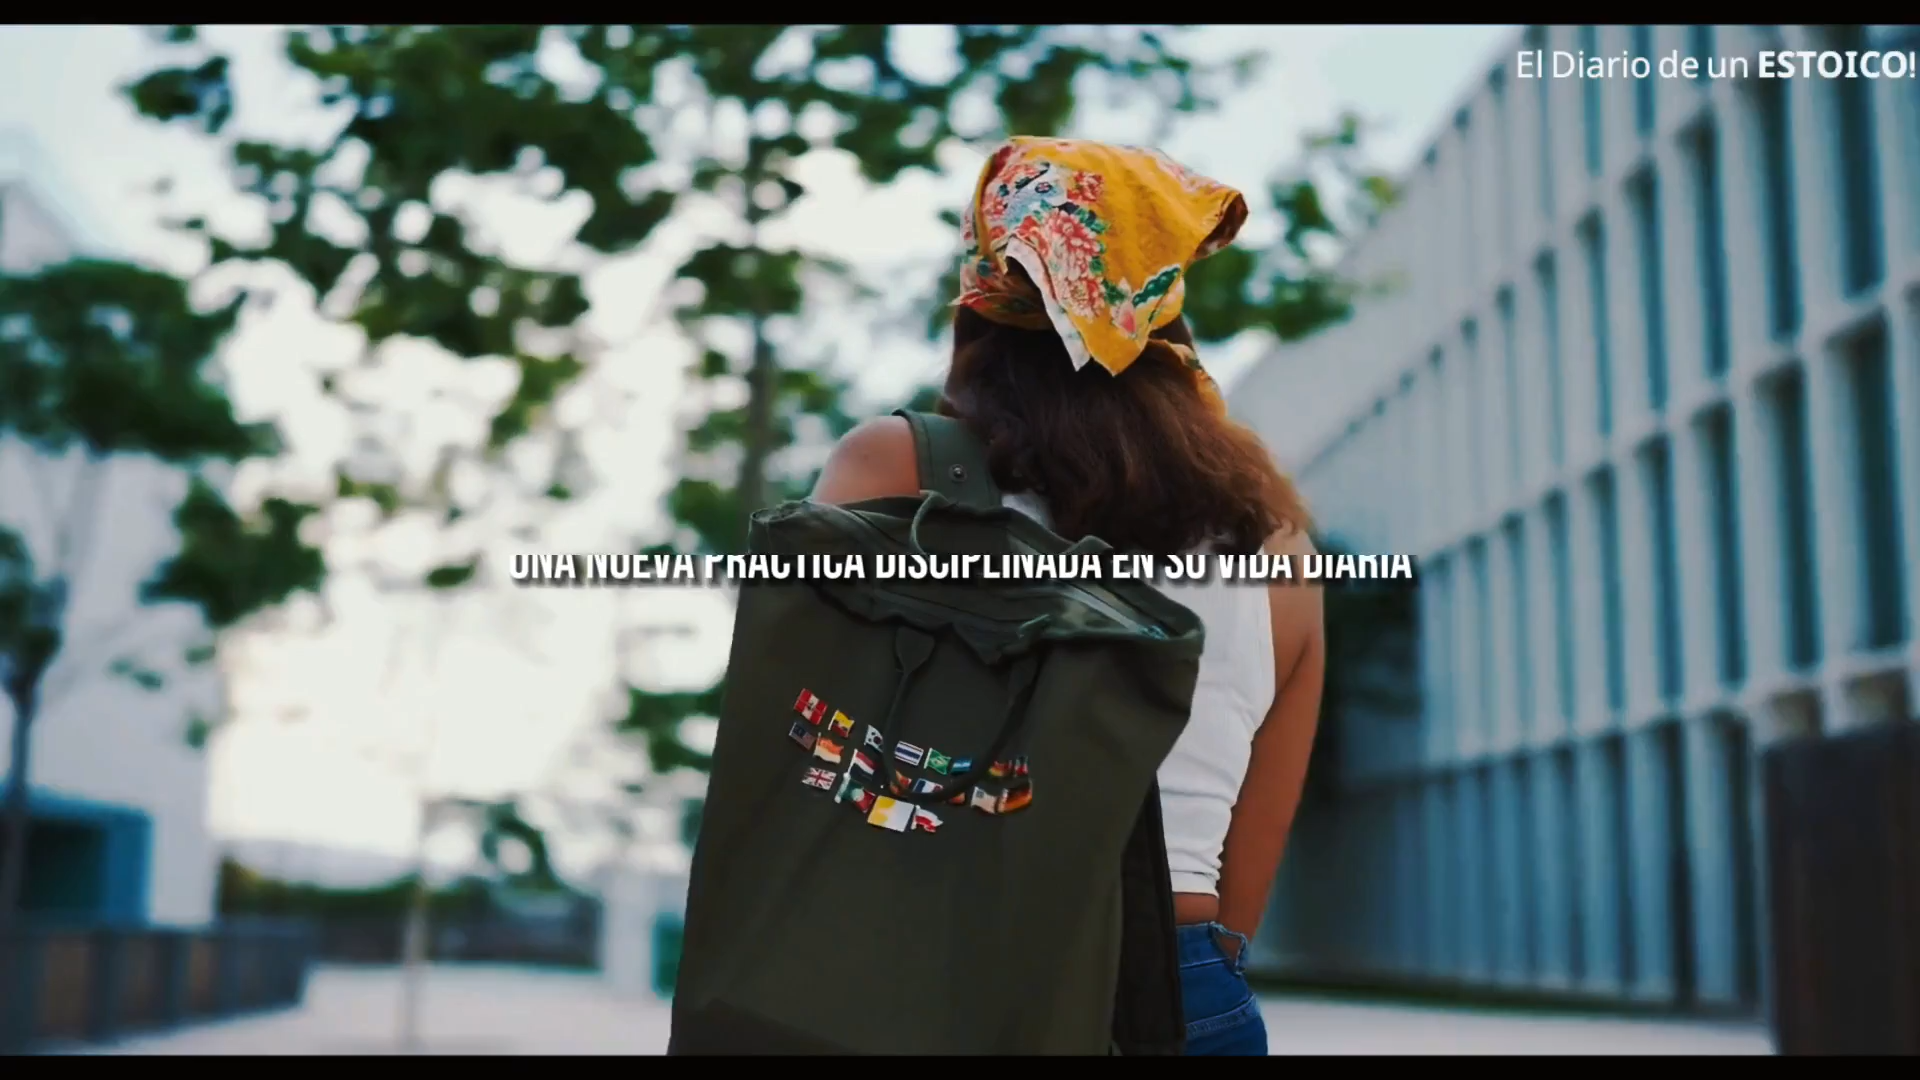 El Diario de un ESTOICO!
UNA NUEVA PRÁCTICA DISCIPLINADA EN SU VIDA DIARIA